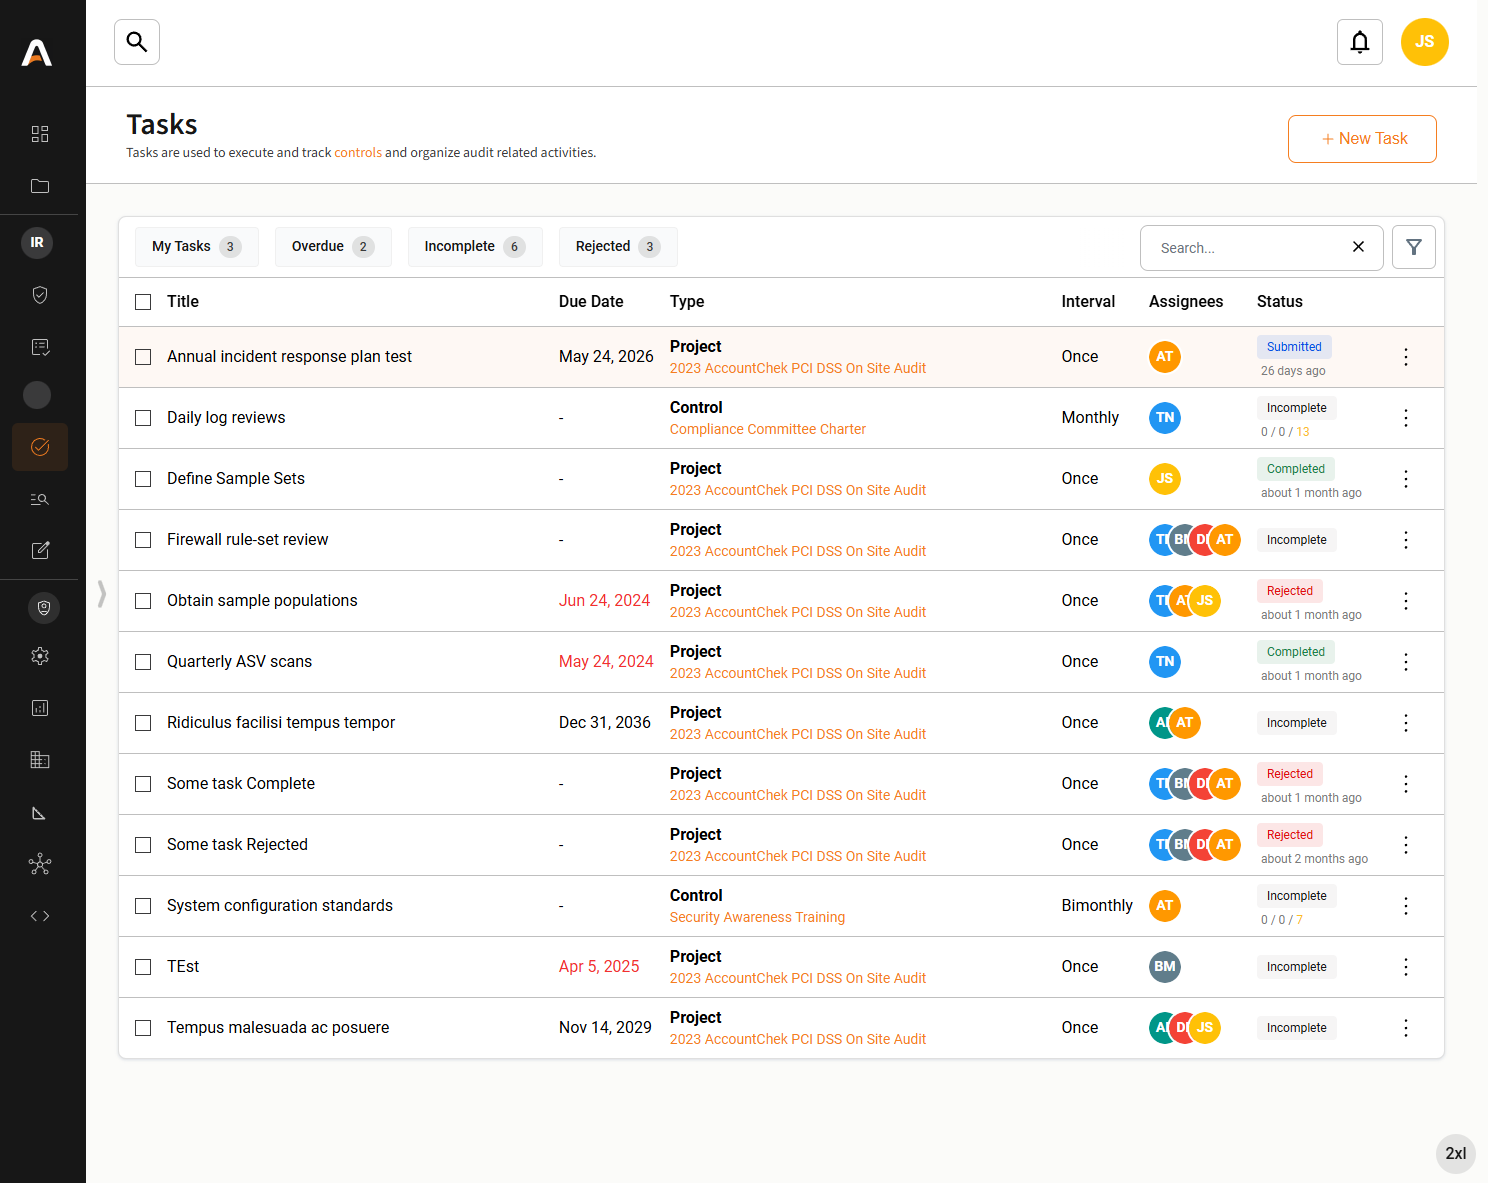 JS
Tasks
Tasks are used to execute and track controls and organize audit related activities.
+ New Task
IR
My Tasks 3 Overdue 2 Incomplete 6 Rejected 3 Search...
Title Due Date Type Interval Assignees Status
Annual incident response plan test May 24, 2026 Project 2023 AccountChek PCI DSS On Site Audit Once AT Submitted 26 days ago
Daily log reviews - Control Compliance Committee Charter Monthly TN Incomplete 0 / 0 / 13
Define Sample Sets - Project 2023 AccountChek PCI DSS On Site Audit Once JS Completed about 1 month ago
Firewall rule-set review - Project 2023 AccountChek PCI DSS On Site Audit Once AT Incomplete
Obtain sample populations Jun 24, 2024 Project 2023 AccountChek PCI DSS On Site Audit Once JS Rejected about 1 month ago
Quarterly ASV scans May 24, 2024 Project 2023 AccountChek PCI DSS On Site Audit Once TN Completed about 1 month ago
Ridiculus facilisi tempus tempor Dec 31, 2036 Project 2023 AccountChek PCI DSS On Site Audit Once AT Incomplete
Some task Complete - Project 2023 AccountChek PCI DSS On Site Audit Once AT Rejected about 1 month ago
Some task Rejected - Project 2023 AccountChek PCI DSS On Site Audit Once AT Rejected about 2 months ago
System configuration standards - Control Security Awareness Training Bimonthly AT Incomplete 0 / 0 / 7
TEst Apr 5, 2025 Project 2023 AccountChek PCI DSS On Site Audit Once BM Incomplete
Tempus malesuada ac posuere Nov 14, 2029 Project 2023 AccountChek PCI DSS On Site Audit Once JS Incomplete
2xl